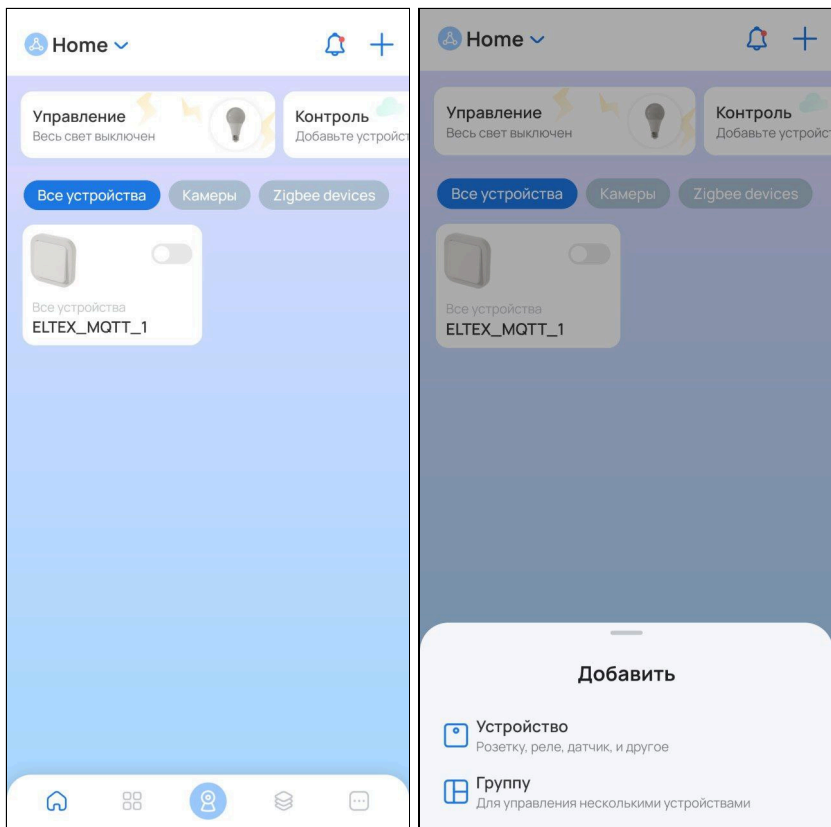 Home
Управление
Весь свет выключен
Контроль
Добавьте устройст
Все устройства
Камеры
Zigbee devices
Все устройства
ELTEX_MQTT_1
Home
Управление
Весь свет выключен
Контроль
Добавьте устройс
Все устройства
Камеры
Zigbee devices
Все устройства
ELTEX_MQTT_1
Добавить
Устройство
Розетку, реле, датчик, и другое
Группу
Для управления несколькими устройствами